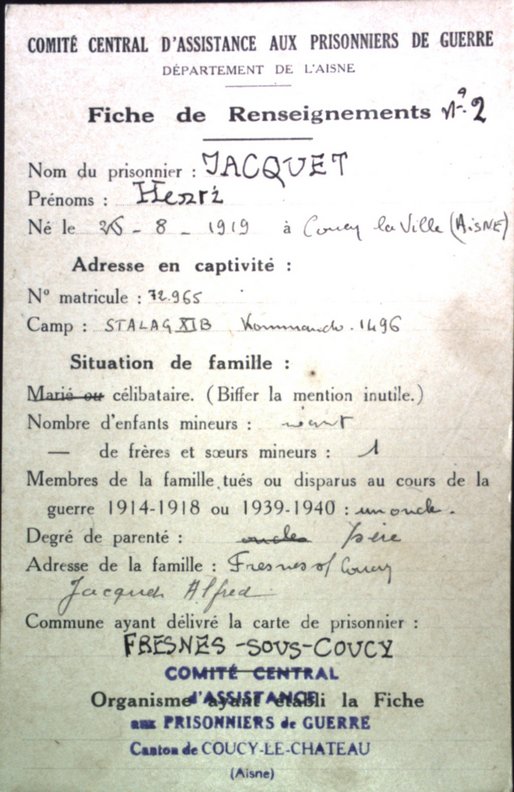 COMITÉ CENTRAL D'ASSISTANCE AUX PRISONNIERS DE GUERRE
DÉPARTEMENT DE L'AISNE
Fiche de Renseignements N° 2
Nom du prisonnier : JACQUET
Prénoms : Henri
Né le 26 - 8 - 1919 à Coucy la Ville (AISNE)
Adresse en captivité :
N° matricule : 72.965
Camp : STALAG XI B Kommando. 1496
Situation de famille :
Marié ou célibataire. (Biffer la mention inutile.)
Nombre d'enfants mineurs : néant
— de frères et sœurs mineurs : 1
Membres de la famille tués ou disparus au cours de la
guerre 1914-1918 ou 1939-1940 : un oncle.
Degré de parenté : oncle père
Adresse de la famille : Fresnes s/ Coucy
Jacquet Alfred
Commune ayant délivré la carte de prisonnier :
FRESNES-SOUS-COUCY
COMITÉ CENTRAL
Organisme ayant établi la Fiche
d'ASSISTANCE
aux PRISONNIERS de GUERRE
Canton de COUCY-LE-CHATEAU
(Aisne)